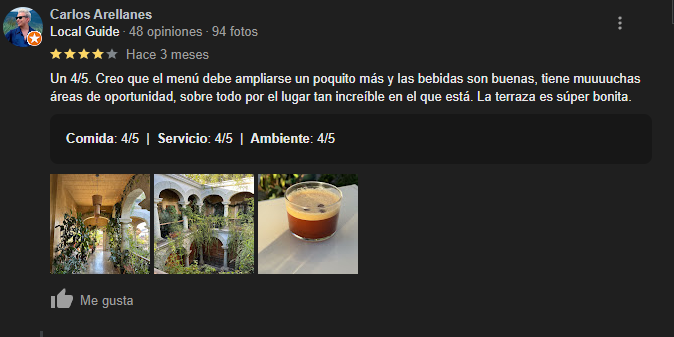 Carlos Arellanes
Local Guide · 48 opiniones · 94 fotos
Hace 3 meses
Un 4/5. Creo que el menú debe ampliarse un poquito más y las bebidas son buenas, tiene muuuuchas
áreas de oportunidad, sobre todo por el lugar tan increíble en el que está. La terraza es súper bonita.
Comida: 4/5 | Servicio: 4/5 | Ambiente: 4/5
Me gusta